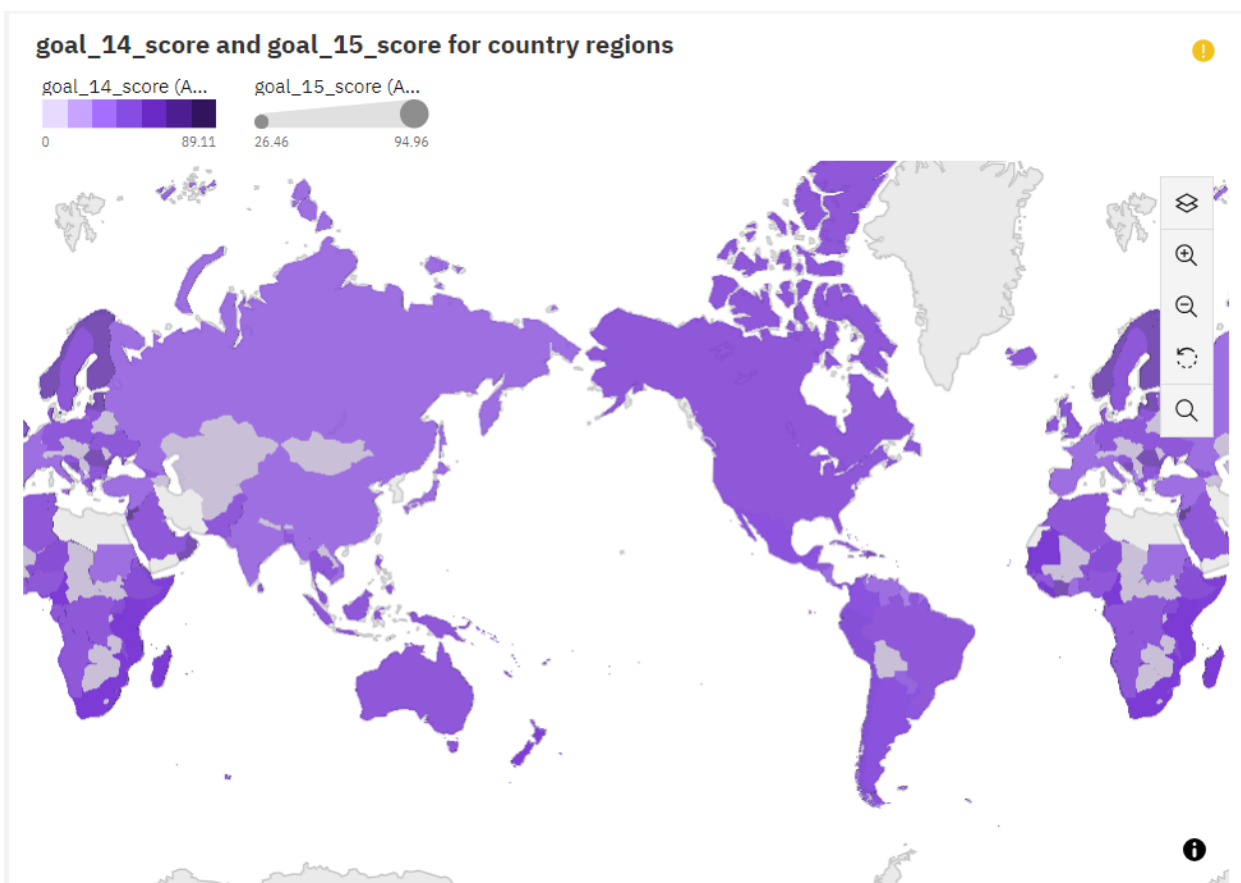 goal_14_score and goal_15_score for country regions
goal_14_score (A...
goal_15_score (A...
0
89.11
26.46
94.96